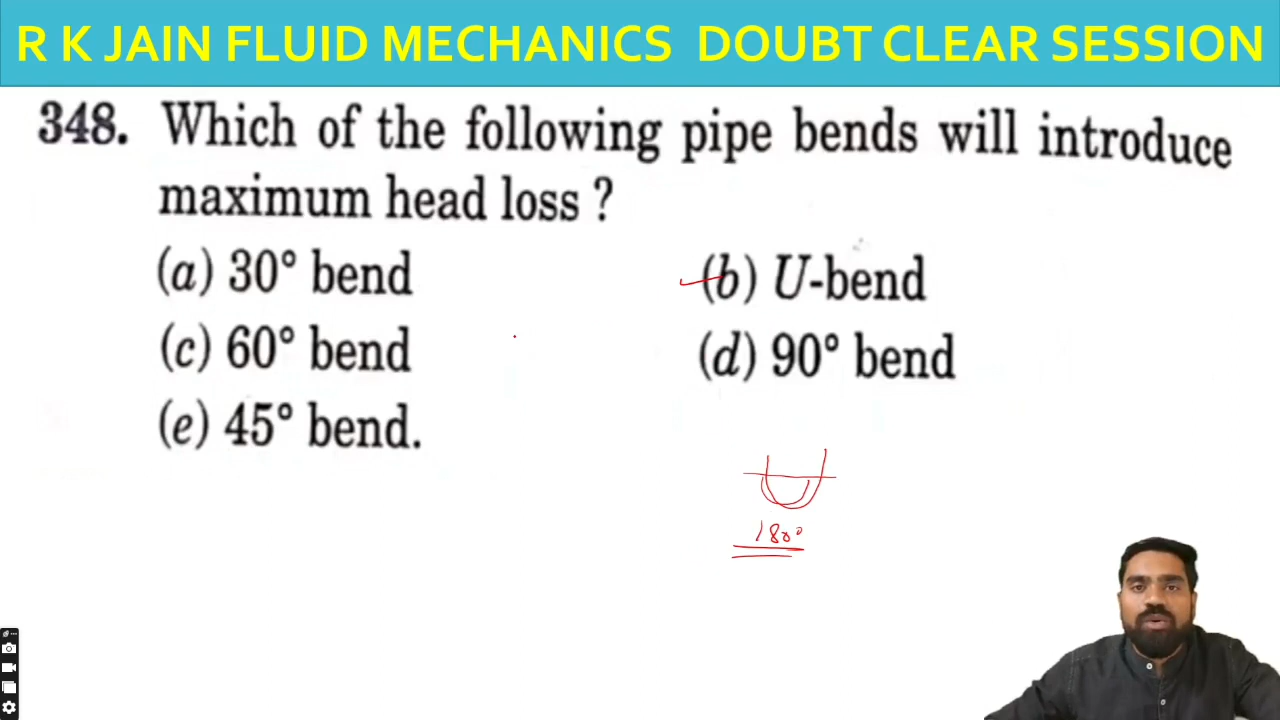 R K JAIN FLUID MECHANICS DOUBT CLEAR SESSION
348. Which of the following pipe bends will introduce
maximum head loss ?
(a) 30° bend (b) U-bend
(c) 60° bend (d) 90° bend
(e) 45° bend.
180°